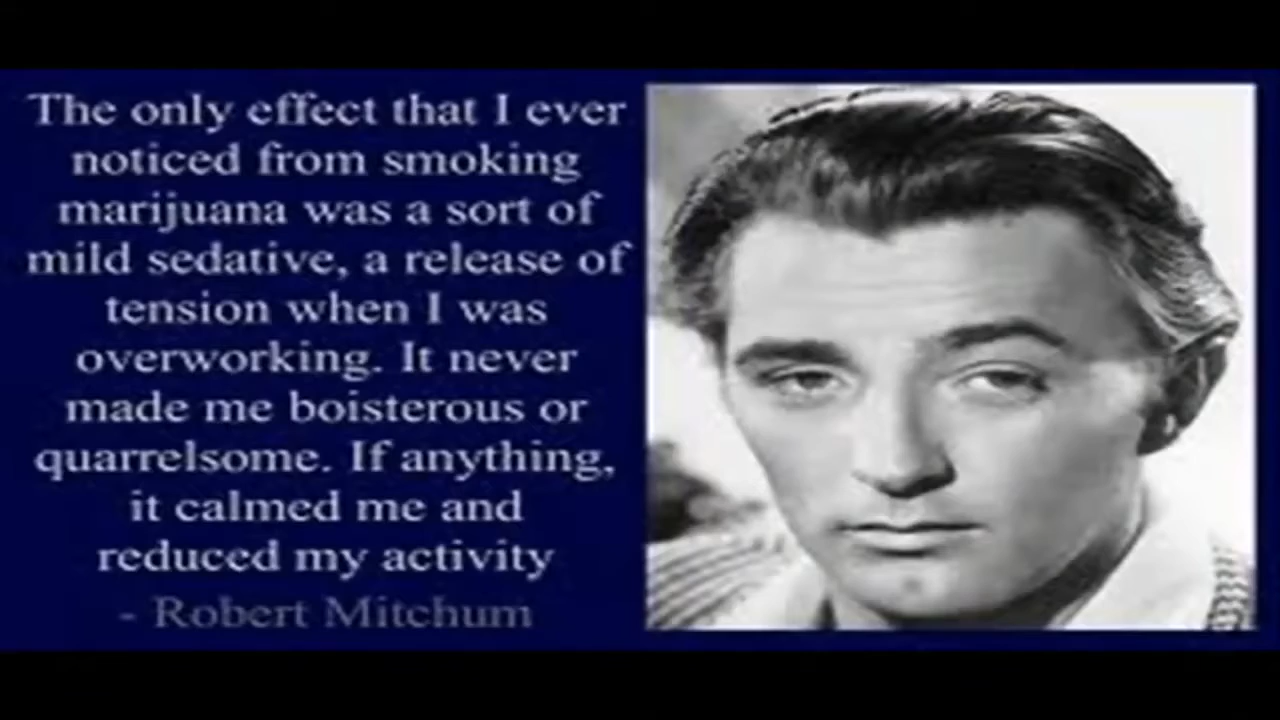 The only effect that I ever
noticed from smoking
marijuana was a sort of
mild sedative, a release of
tension when I was
overworking. It never
made me boisterous or
quarrelsome. If anything,
it calmed me and
reduced my activity
- Robert Mitchum